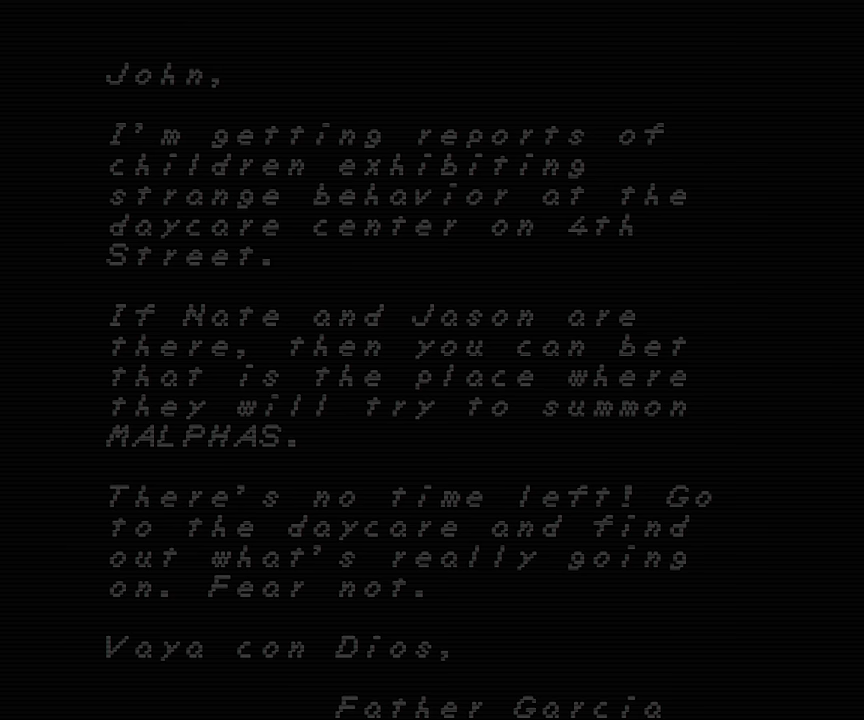 John,
I'm getting reports of
children exhibiting
strange behavior at the
daycare center on 4th
Street.
If Nate and Jason are
there, then you can bet
that is the place where
they will try to summon
MALPHAS.
There's no time left! Go
to the daycare and find
out what's really going
on. Fear not.
Vaya con Dios,
Father Garcia